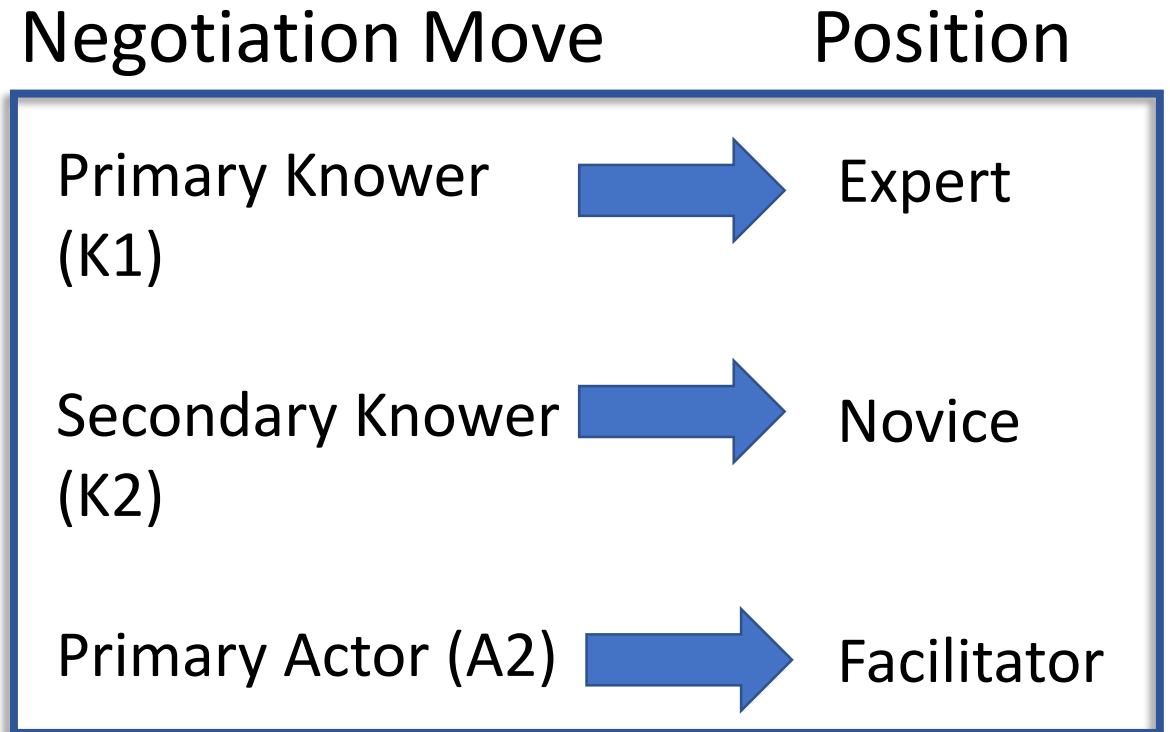 Negotiation Move Position
Primary Knower
(K1)
Expert
Secondary Knower
(K2)
Novice
Primary Actor (A2)
Facilitator